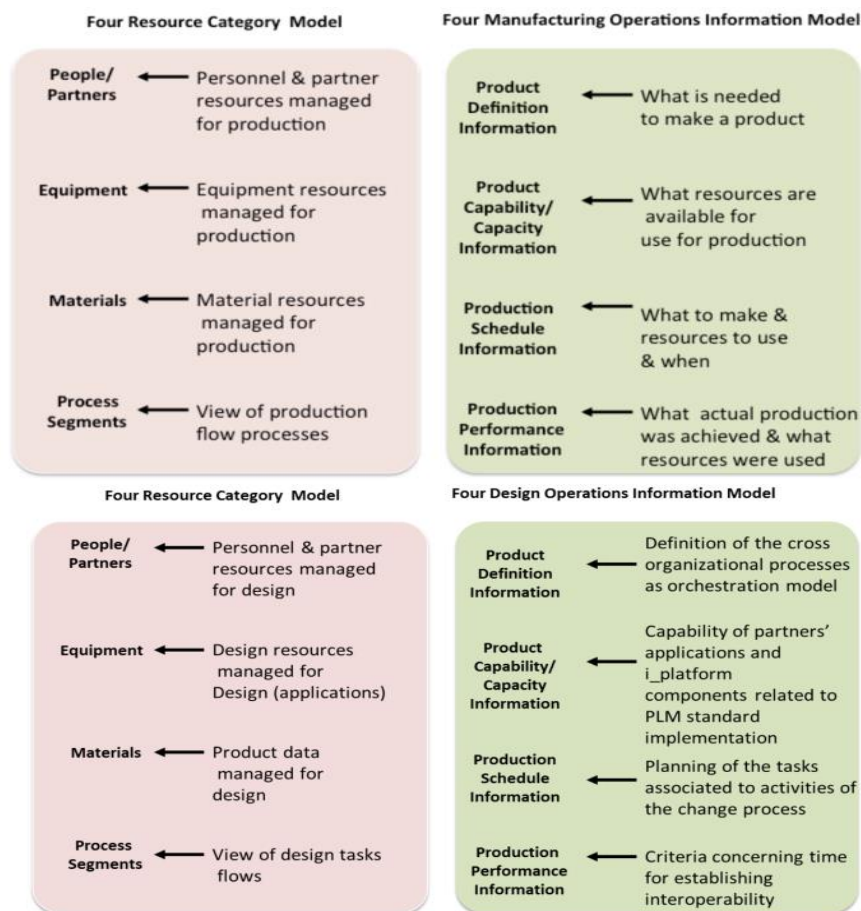 Four Resource Category Model
People/
Partners
Personnel & partner
resources managed
for production
Equipment
Equipment resources
managed for
production
Materials
Material resources
managed for
production
Process
Segments
View of production
flow processes
Four Manufacturing Operations Information Model
Product
Definition
Information
What is needed
to make a product
Product
Capability/
Capacity
Information
What resources are
available for
use for production
Production
Schedule
Information
What to make &
resources to use
& when
Production
Performance
Information
What actual production
was achieved & what
resources were used
Four Resource Category Model
People/
Partners
Personnel & partner
resources managed
for design
Equipment
Design resources
managed for
Design (applications)
Materials
Product data
managed for
design
Process
Segments
View of design tasks
flows
Four Design Operations Information Model
Product
Definition
Information
Definition of the cross
organizational processes
as orchestration model
Product
Capability/
Capacity
Information
Capability of partners’
applications and
i_platform
components related to
PLM standard
implementation
Production
Schedule
Information
Planning of the tasks
associated to activities of
the change process
Production
Performance
Information
Criteria concerning time
for establishing
interoperability